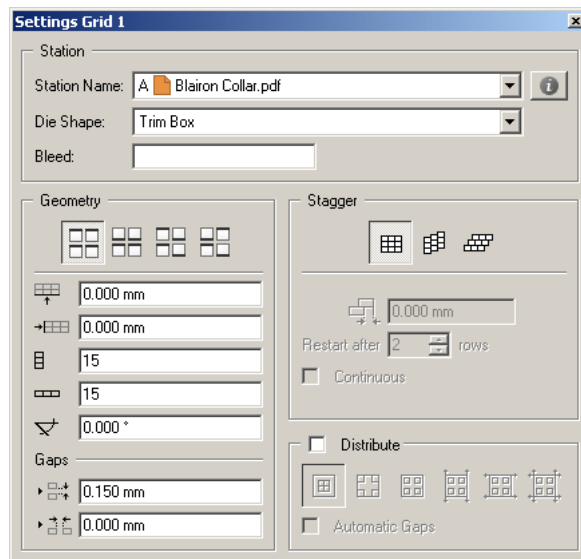 Settings Grid 1
Station
Station Name: A Blairon Collar.pdf
Die Shape: Trim Box
Bleed:
Geometry
0.000 mm
0.000 mm
15
15
0.000 °
Gaps
0.150 mm
0.000 mm
Stagger
0.000 mm
Restart after 2 rows
Continuous
Distribute
Automatic Gaps